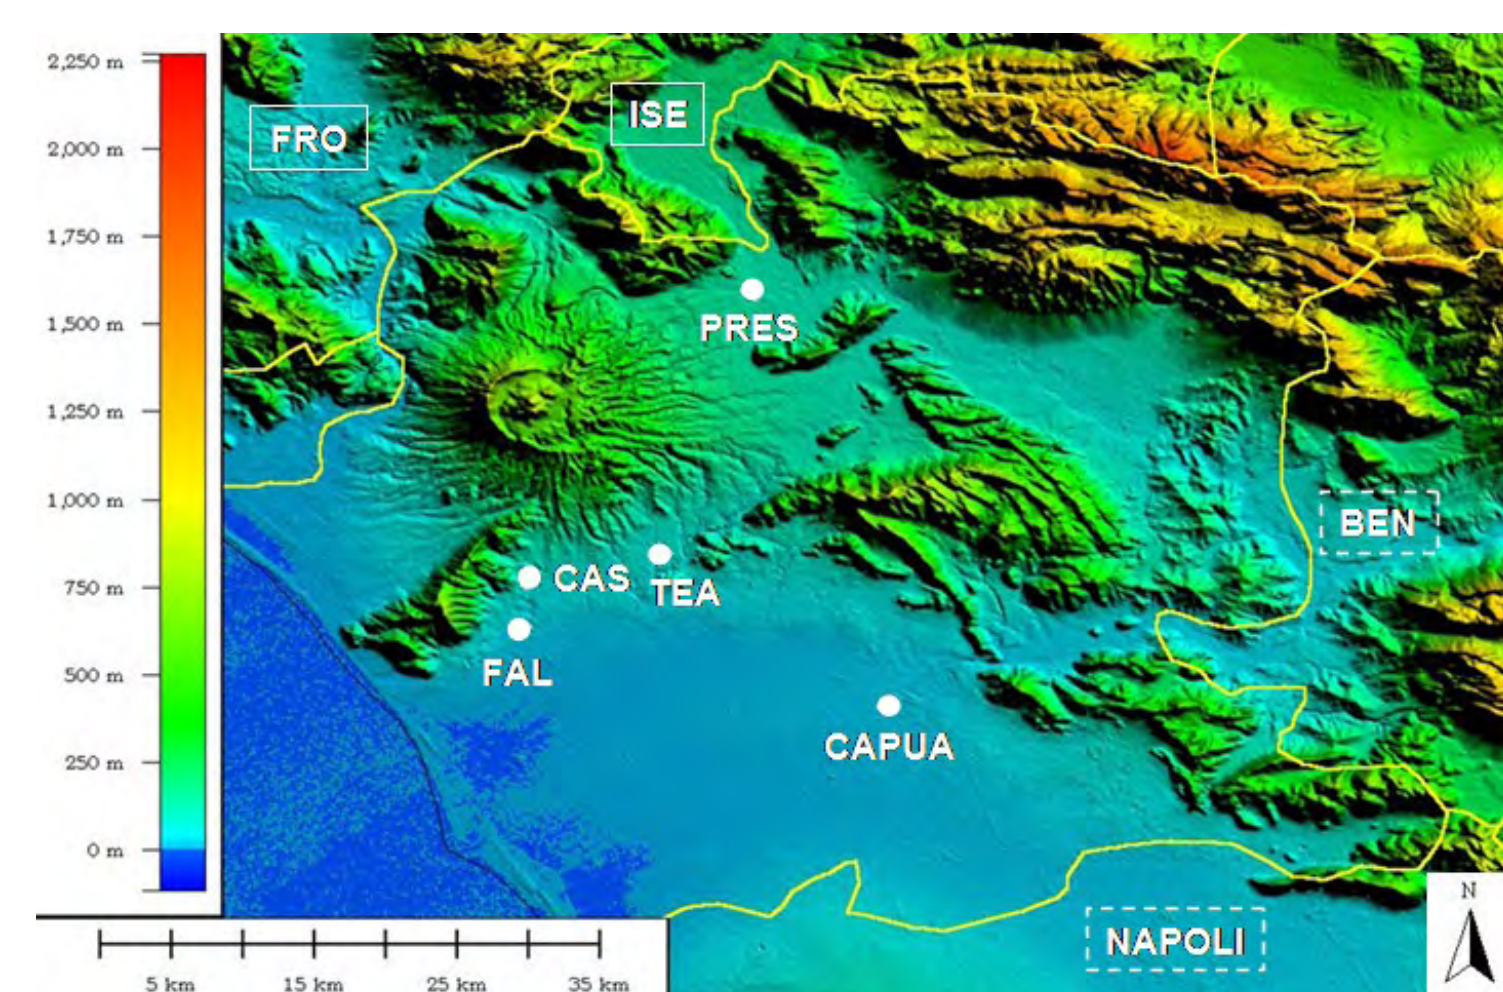 2,250 m
2,000 m
1,750 m
1,500 m
1,250 m
1,000 m
750 m
500 m
250 m
0 m
FRO
ISE
PRES
BEN
CAS
TEA
FAL
CAPUA
NAPOLI
N
5 km 15 km 25 km 35 km